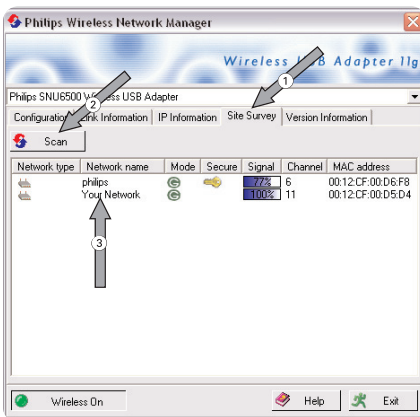 Philips Wireless Network Manager
Wireless USB Adapter 11g
1
Philips SNU6500 Wireless USB Adapter
2
Configuration Link Information IP Information Site Survey Version Information
Scan
Network type Network name Mode Secure Signal Channel MAC address
philips G 77% 6 00:12:CF:00:D6:F8
Your Network G 100% 11 00:12:CF:00:D5:D4
3
Wireless On Help Exit